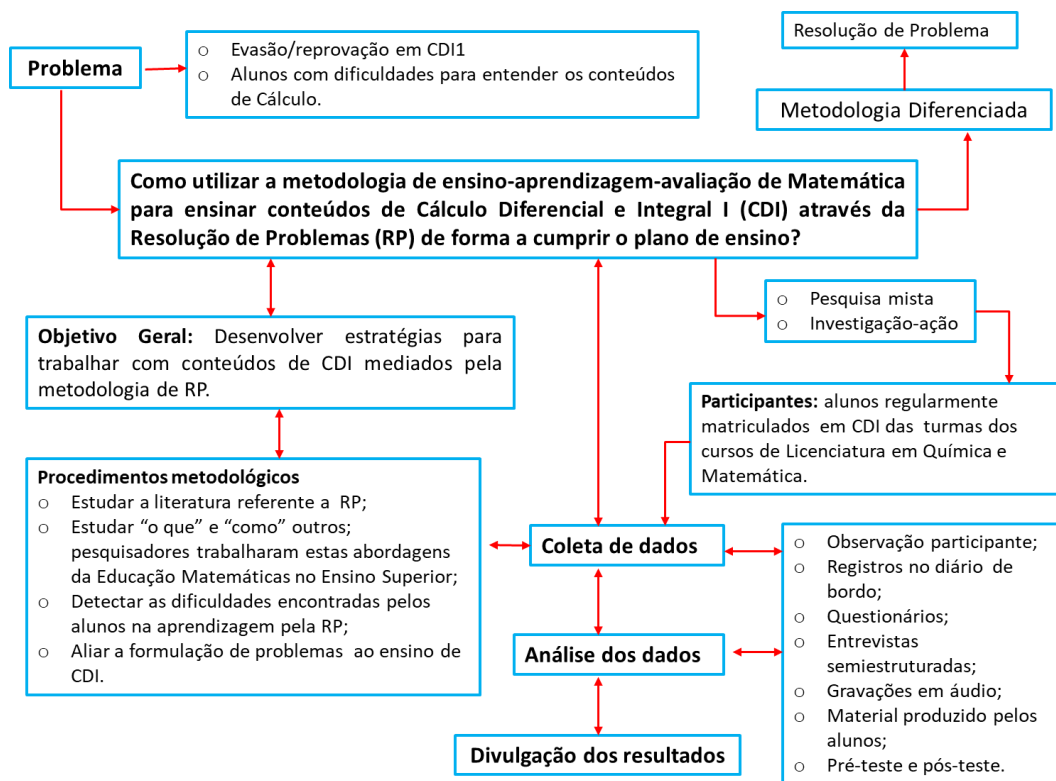 Problema
○ Evasão/reprovação em CDI1
○ Alunos com dificuldades para entender os conteúdos
de Cálculo.
Resolução de Problema
Metodologia Diferenciada
Como utilizar a metodologia de ensino-aprendizagem-avaliação de Matemática
para ensinar conteúdos de Cálculo Diferencial e Integral I (CDI) através da
Resolução de Problemas (RP) de forma a cumprir o plano de ensino?
○ Pesquisa mista
○ Investigação-ação
Objetivo Geral: Desenvolver estratégias para
trabalhar com conteúdos de CDI mediados pela
metodologia de RP.
Participantes: alunos regularmente
matriculados em CDI das turmas dos
cursos de Licenciatura em Química e
Matemática.
Procedimentos metodológicos
○ Estudar a literatura referente a RP;
○ Estudar “o que” e “como” outros;
pesquisadores trabalharam estas abordagens
da Educação Matemáticas no Ensino Superior;
○ Detectar as dificuldades encontradas pelos
alunos na aprendizagem pela RP;
○ Aliar a formulação de problemas ao ensino de
CDI.
Coleta de dados
Análise dos dados
Divulgação dos resultados
○ Observação participante;
○ Registros no diário de
bordo;
○ Questionários;
○ Entrevistas
semiestruturadas;
○ Gravações em áudio;
○ Material produzido pelos
alunos;
○ Pré-teste e pós-teste.